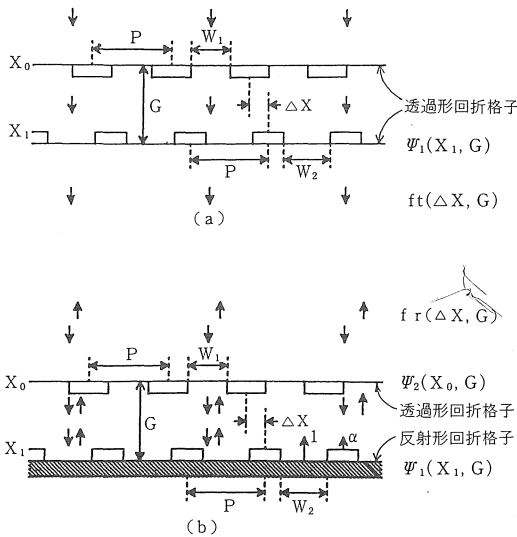 P
W₁
X₀
G
△X
透過形回折格子
X₁
Ψ₁(X₁, G)
P
W₂
ft(△X, G)
(a)
fr(△X, G)
P
W₁
X₀
Ψ₂(X₀, G)
透過形回折格子
G
△X
1
α
反射形回折格子
X₁
Ψ₁(X₁, G)
P
W₂
(b)